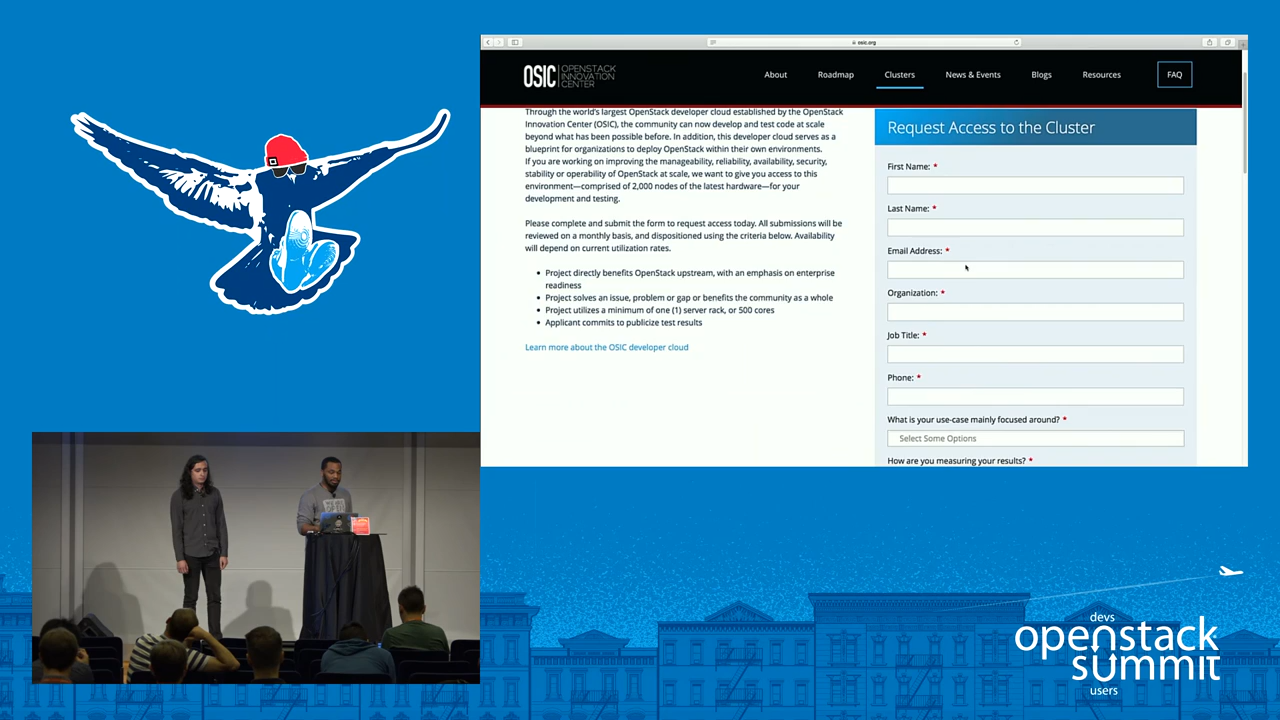 osic.org
OSIC
OPENSTACK
INNOVATION
CENTER
About
Roadmap
Clusters
News & Events
Blogs
Resources
FAQ
Through the world's largest OpenStack developer cloud established by the OpenStack
Innovation Center (OSIC), the community can now develop and test code at scale
beyond what has been possible before. In addition, this developer cloud serves as a
blueprint for organizations to deploy OpenStack within their own environments.
If you are working on improving the manageability, reliability, availability, security,
stability or operability of OpenStack at scale, we want to give you access to this
environment—comprised of 2,000 nodes of the latest hardware—for your
development and testing.
Please complete and submit the form to request access today. All submissions will be
reviewed on a monthly basis, and dispositioned using the criteria below. Availability
will depend on current utilization rates.
• Project directly benefits OpenStack upstream, with an emphasis on enterprise
readiness
• Project solves an issue, problem or gap or benefits the community as a whole
• Project utilizes a minimum of one (1) server rack, or 500 cores
• Applicant commits to publicize test results
Learn more about the OSIC developer cloud
Request Access to the Cluster
First Name: *
Last Name: *
Email Address: *
Organization: *
Job Title: *
Phone: *
What is your use-case mainly focused around? *
Select Some Options
How are you measuring your results? *
devs
openstack
summit
users